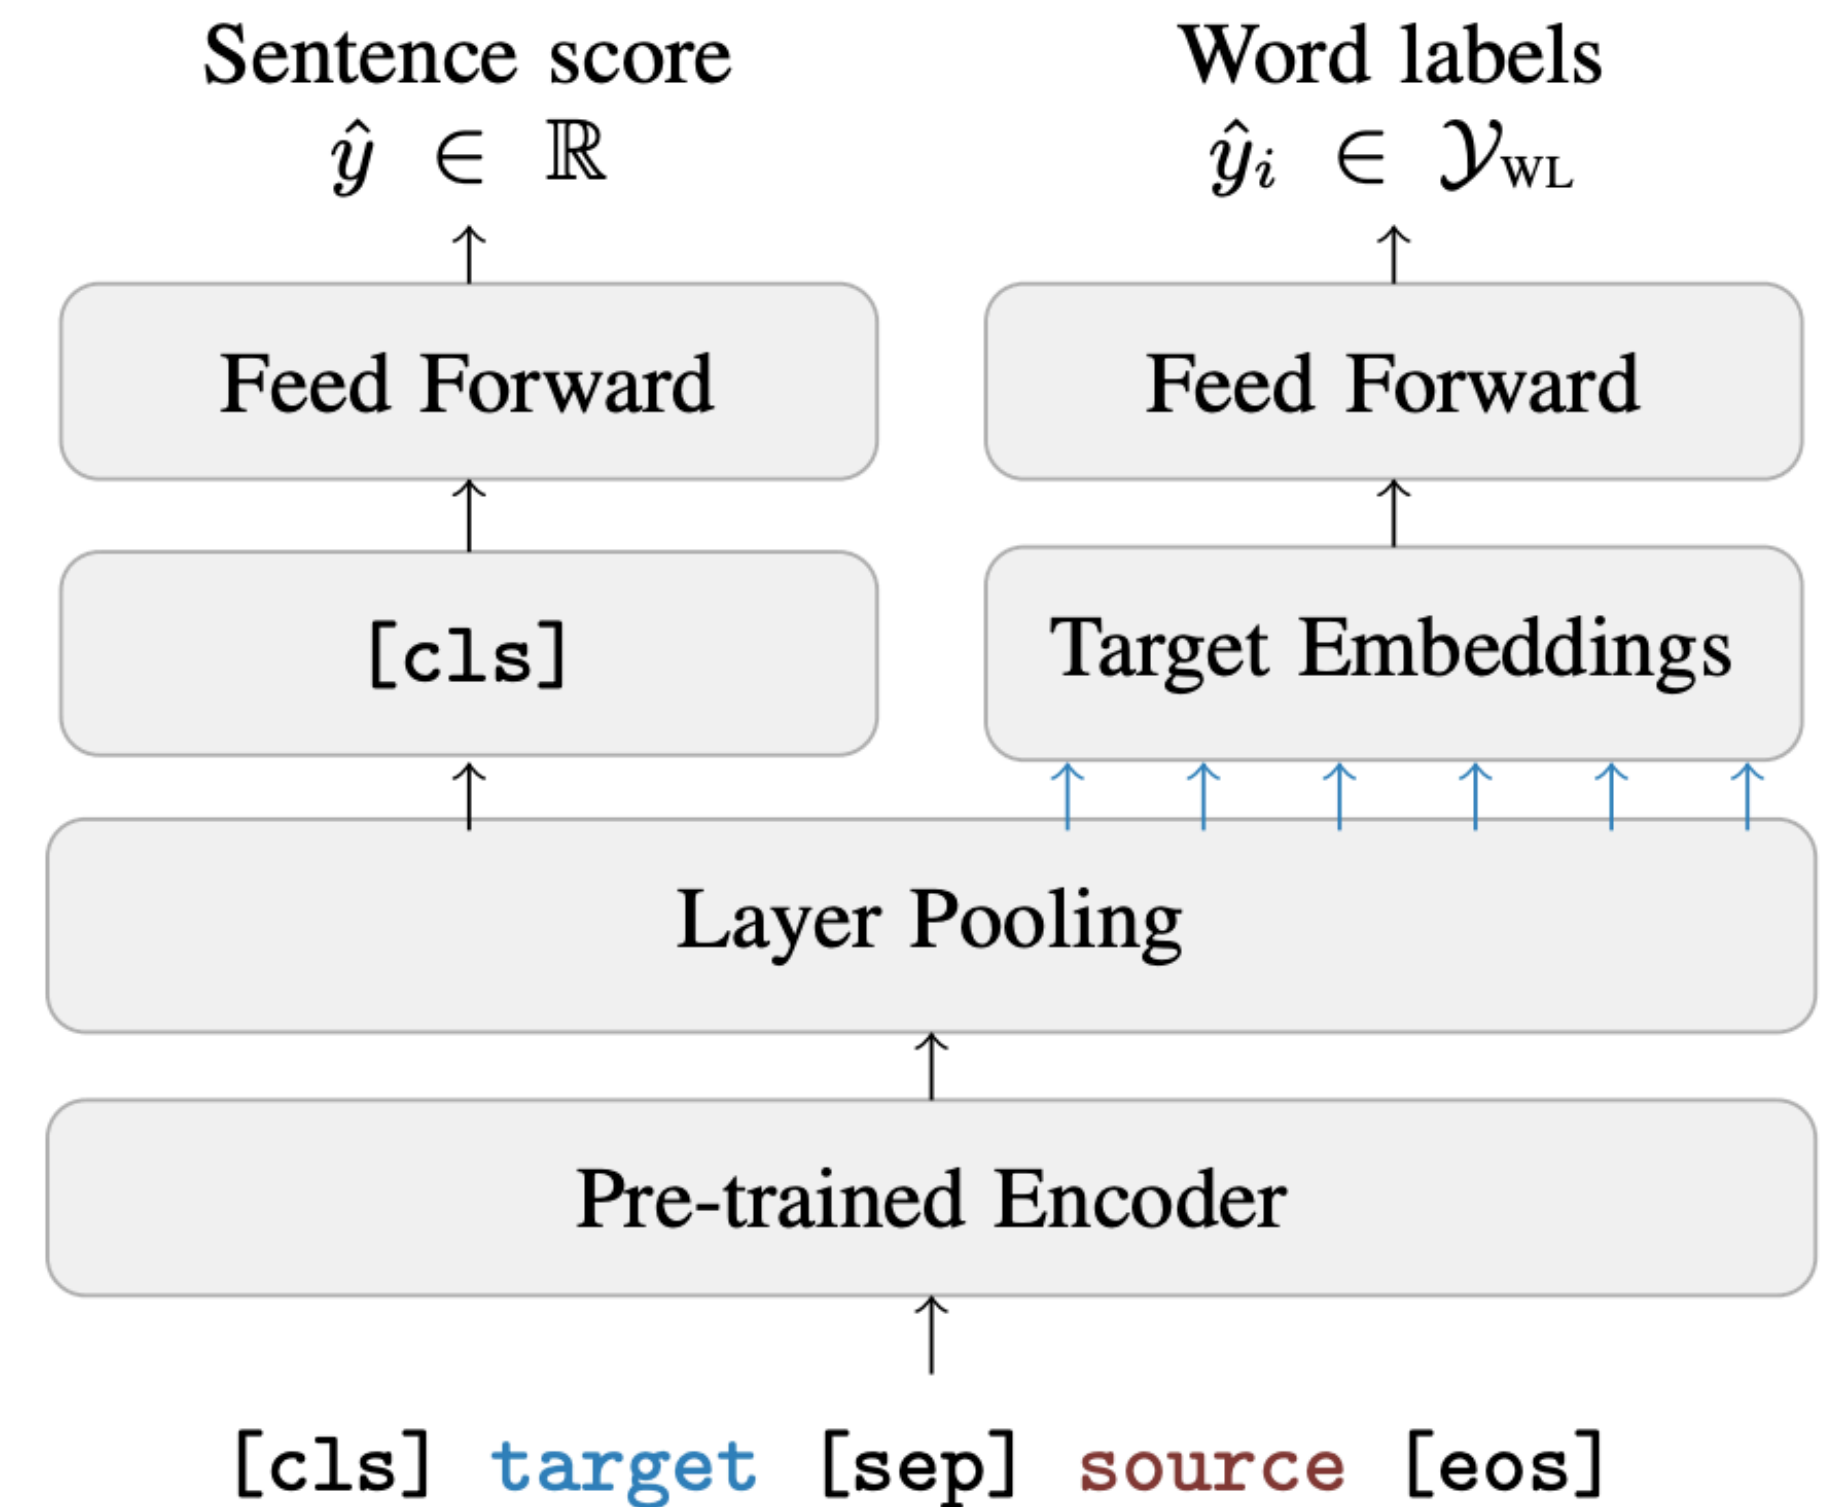 Sentence score
ŷ ∈ ℝ
Word labels
ŷᵢ ∈ 𝒴_WL
Feed Forward
Feed Forward
[cls]
Target Embeddings
Layer Pooling
Pre-trained Encoder
[cls] target [sep] source [eos]